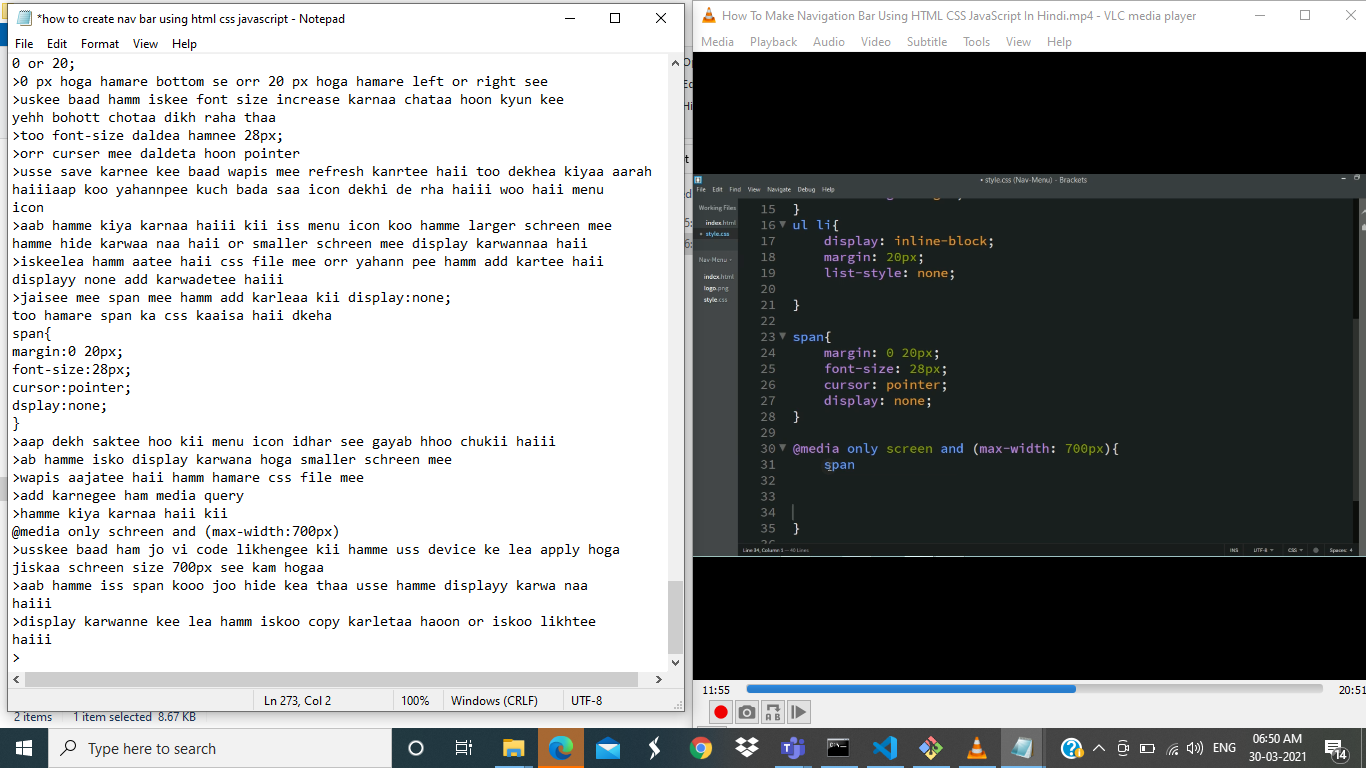 *how to create nav bar using html css javascript - Notepad
File Edit Format View Help
0 or 20;
>0 px hoga hamare bottom se orr 20 px hoga hamare left or right see
>uskee baad hamm iskee font size increase karnaa chataa hoon kyun kee
yehh bohott chotaa dikh raha thaa
>too font-size daldea hamnee 28px;
>orr curser mee daldeta hoon pointer
>usse save karnee kee baad wapis mee refresh kanrtee haii too dekhea kiyaa aarah
haiiiaap koo yahannpee kuch bada saa icon dekhi de rha haiii woo haii menu
icon
>aab hamme kiya karnaa haiii kii iss menu icon koo hamme larger schreen mee
hamme hide karwaa naa haii or smaller schreen mee display karwannaa haii
>iskeelea hamm aatee haii css file mee orr yahann pee hamm add kartee haii
displayy none add karwadetee haiii
>jaisee mee span mee hamm add karleaa kii display:none;
too hamare span ka css kaaisa haii dkeha
span{
margin:0 20px;
font-size:28px;
cursor:pointer;
dsplay:none;
}
>aap dekh saktee hoo kii menu icon idhar see gayab hhoo chukii haiii
>ab hamme isko display karwana hoga smaller schreen mee
>wapis aajatee haii hamm hamare css file mee
>add karnegee ham media query
>hamme kiya karnaa haii kii
@media only schreen and (max-width:700px)
>usskee baad ham jo vi code likhengee kii hamme uss device ke lea apply hoga
jiskaa schreen size 700px see kam hogaa
>aab hamme iss span kooo joo hide kea thaa usse hamme displayy karwa naa
haiii
>display karwanne kee lea hamm iskoo copy karletaa haoon or iskoo likhtee
haiii
>
Ln 273, Col 2 100% Windows (CRLF) UTF-8
2 items 1 item selected 8.67 KB
How To Make Navigation Bar Using HTML CSS JavaScript In Hindi.mp4 - VLC media player
Media Playback Audio Video Subtitle Tools View Help
• style.css (Nav-Menu) - Brackets
File Edit Find View Navigate Debug Help
Working Files
index.html
• style.css
Nav-Menu
index.html
logo.png
style.css
15 }
16 ul li{
17 display: inline-block;
18 margin: 20px;
19 list-style: none;
20
21 }
22
23 span{
24 margin: 0 20px;
25 font-size: 28px;
26 cursor: pointer;
27 display: none;
28 }
29
30 @media only screen and (max-width: 700px){
31 span
32
33
34
35 }
Line 34, Column 1 — 40 Lines INS UTF-8 CSS Spaces: 4
11:55 20:51
Type here to search
ENG 06:50 AM
30-03-2021
14